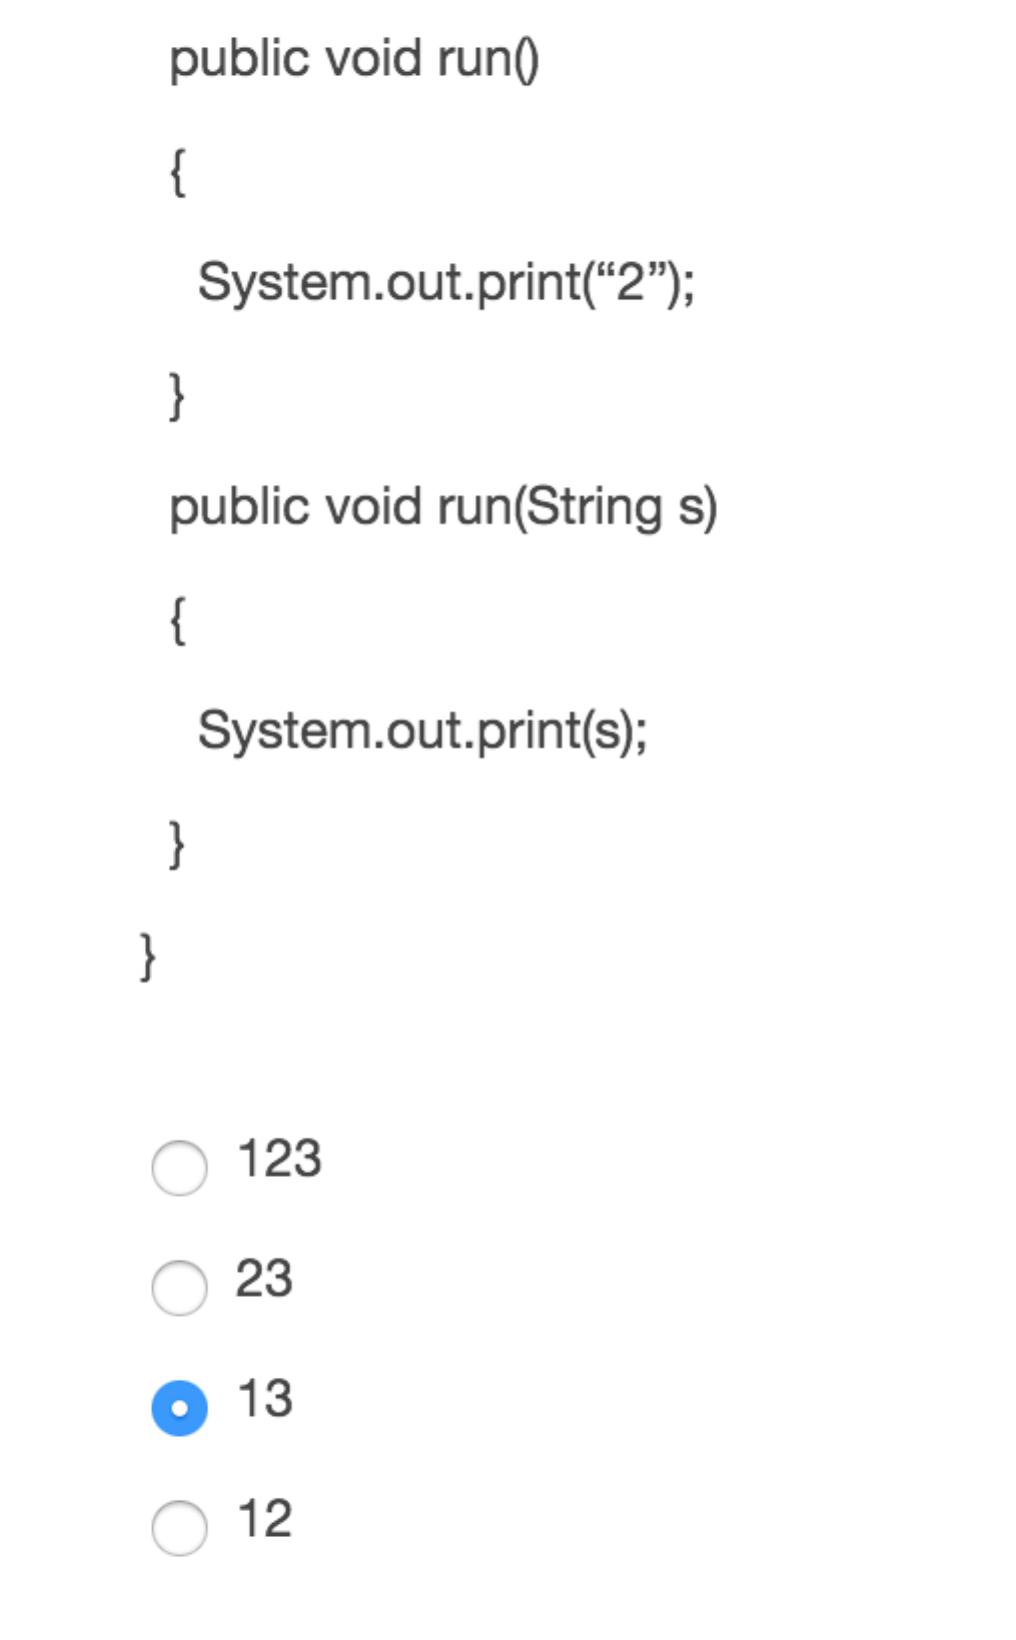 public void run()
{
System.out.print(“2”);
}
public void run(String s)
{
System.out.print(s);
}
}
123
23
13
12